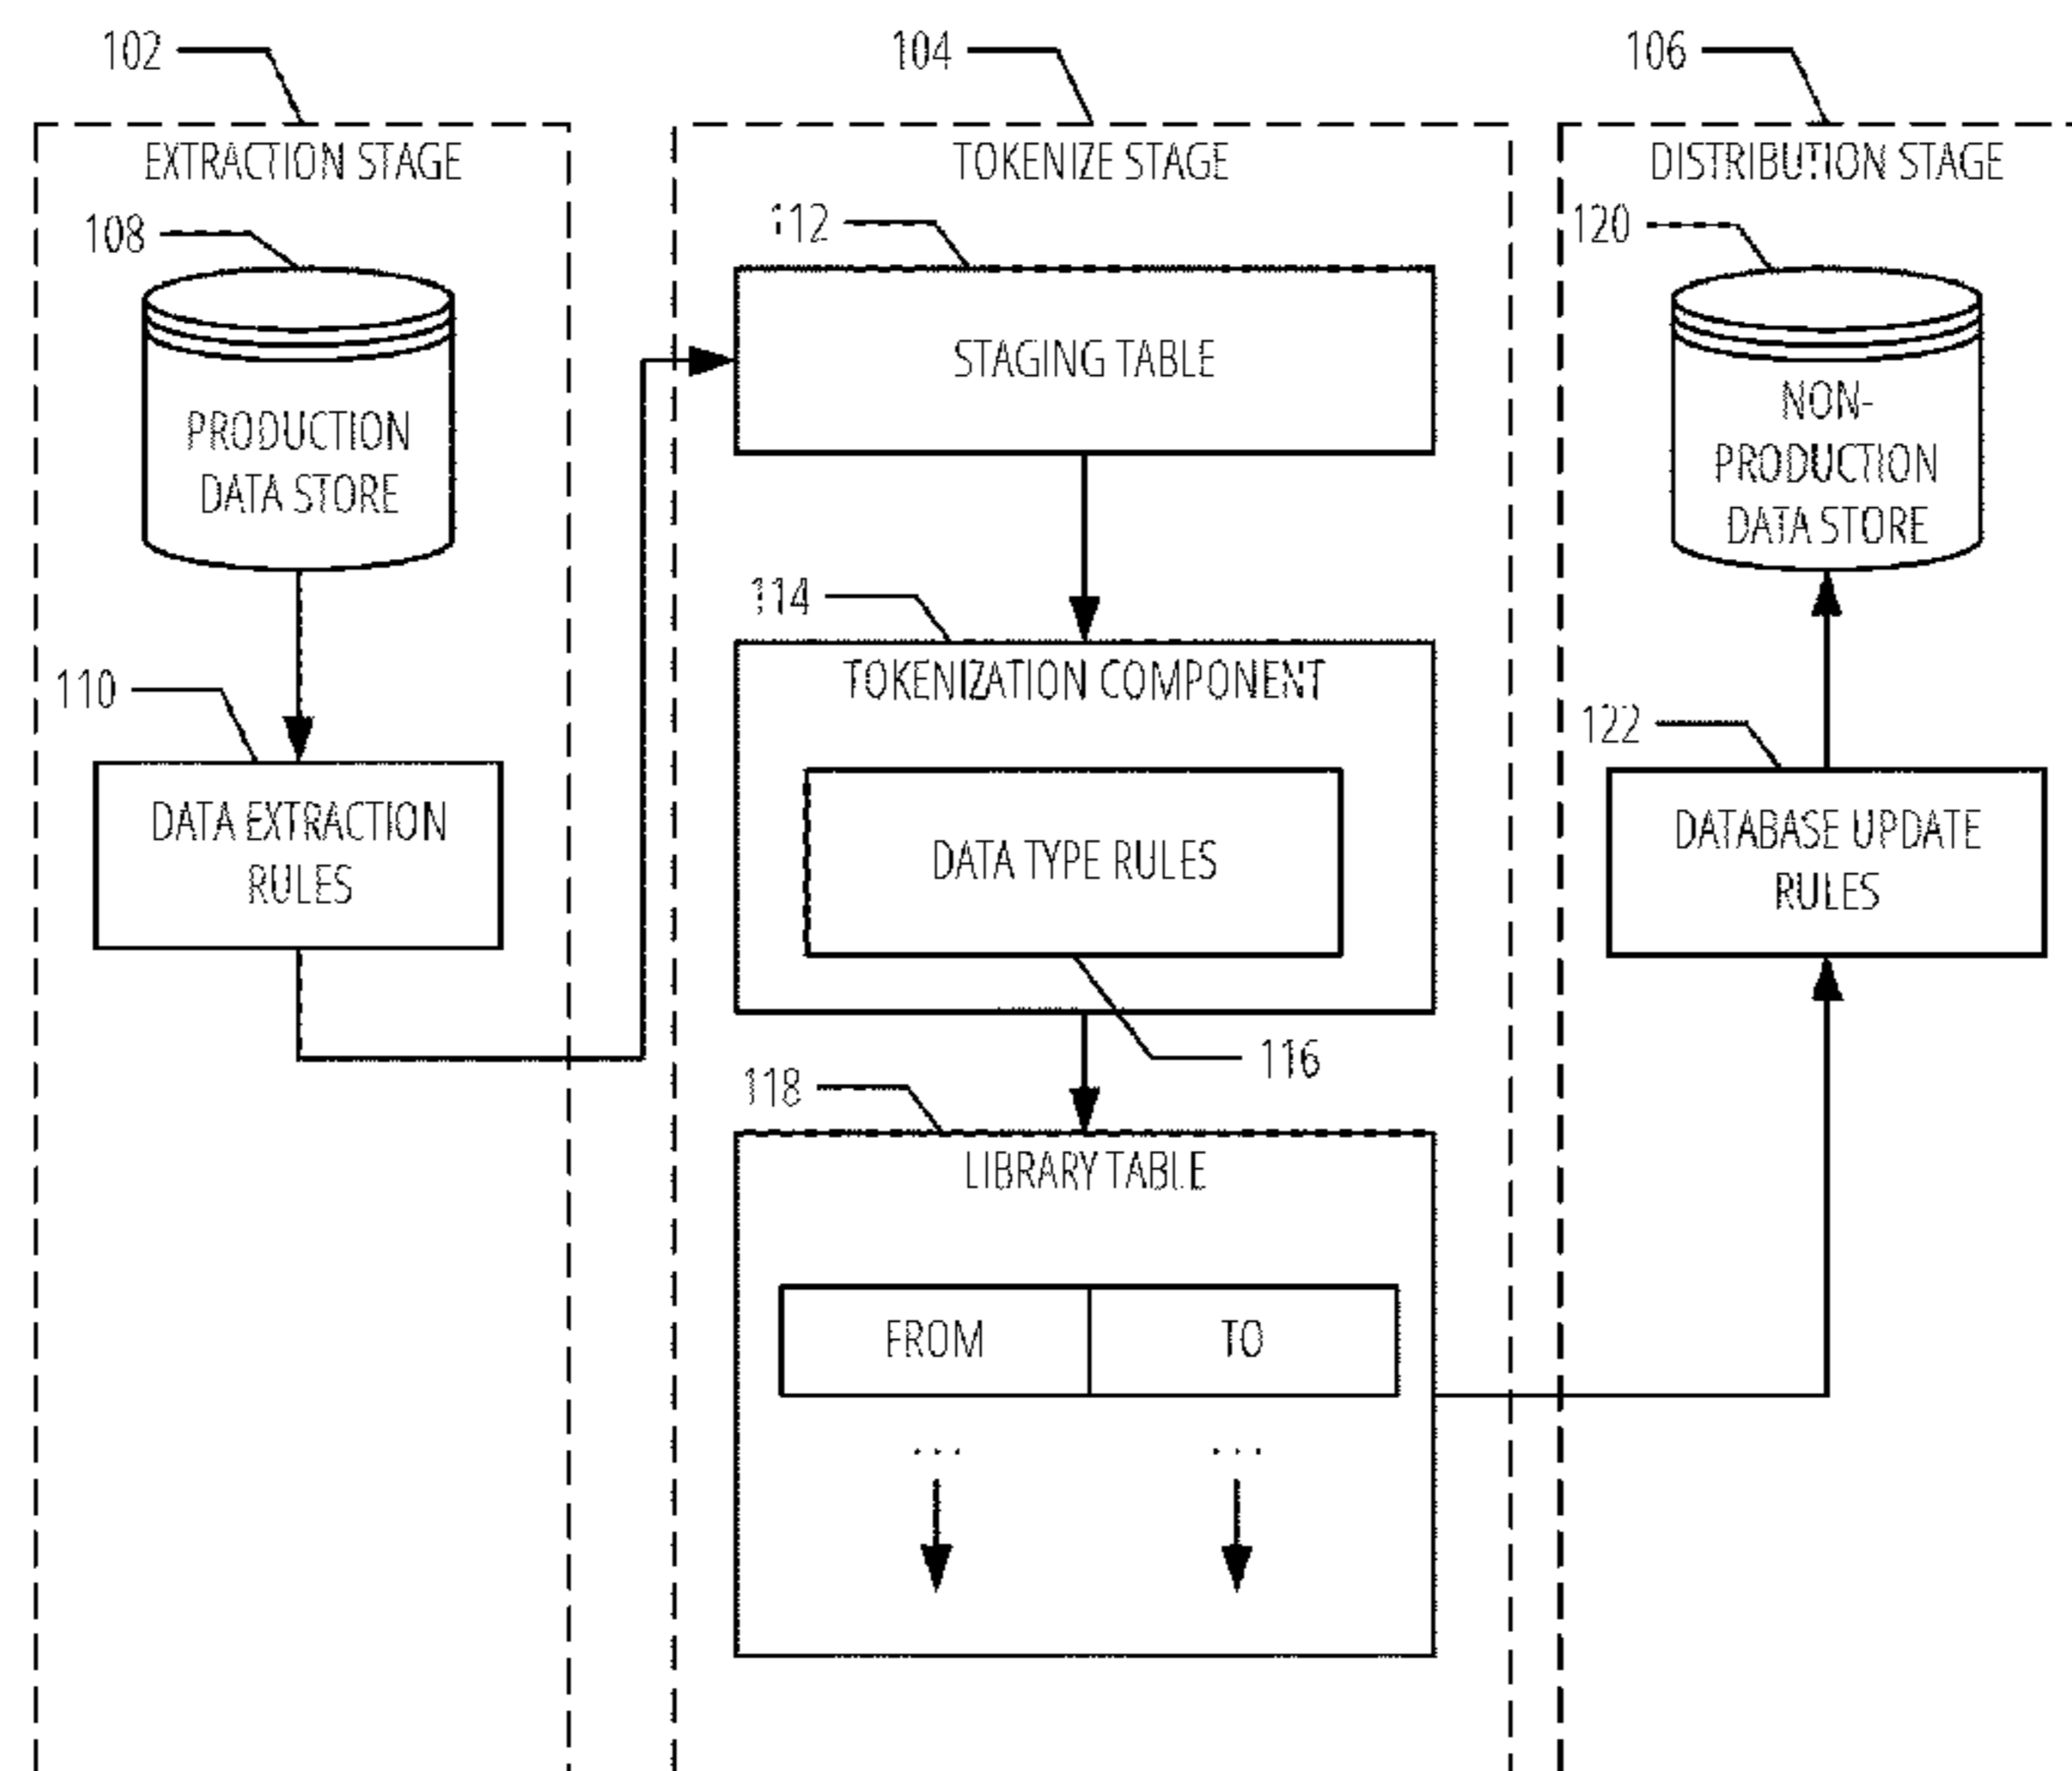 102
104
106
EXTRACTION STAGE
TOKENIZE STAGE
DISTRIBUTION STAGE
108
112
120
PRODUCTION
DATA STORE
STAGING TABLE
NON-
PRODUCTION
DATA STORE
114
110
TOKENIZATION COMPONENT
122
DATA EXTRACTION
RULES
DATA TYPE RULES
DATABASE UPDATE
RULES
116
118
LIBRARY TABLE
FROM
TO
...
...